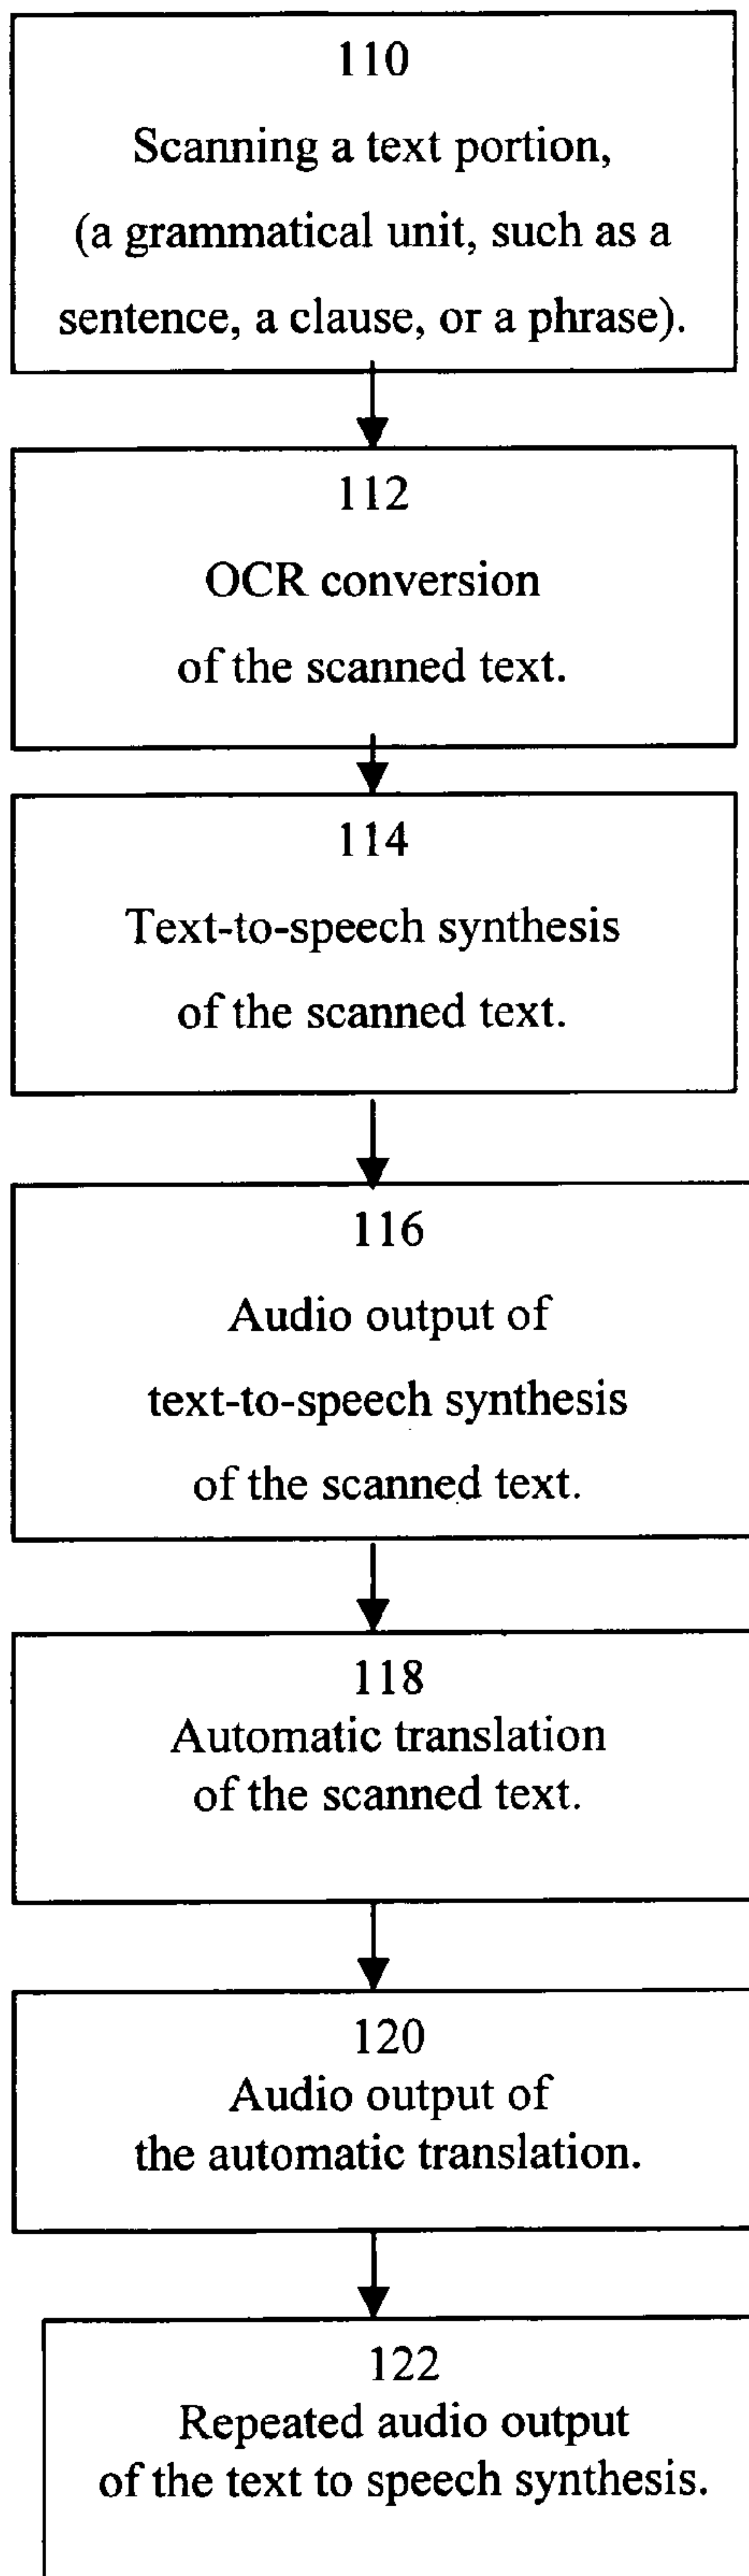 110
Scanning a text portion,
(a grammatical unit, such as a
sentence, a clause, or a phrase).
112
OCR conversion
of the scanned text.
114
Text-to-speech synthesis
of the scanned text.
116
Audio output of
text-to-speech synthesis
of the scanned text.
118
Automatic translation
of the scanned text.
120
Audio output of
the automatic translation.
122
Repeated audio output
of the text to speech synthesis.